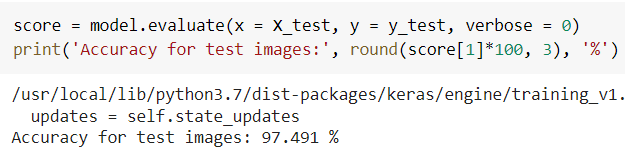 score = model.evaluate(x = X_test, y = y_test, verbose = 0)
print('Accuracy for test images:', round(score[1]*100, 3), '%')
/usr/local/lib/python3.7/dist-packages/keras/engine/training_v1.
updates = self.state_updates
Accuracy for test images: 97.491 %